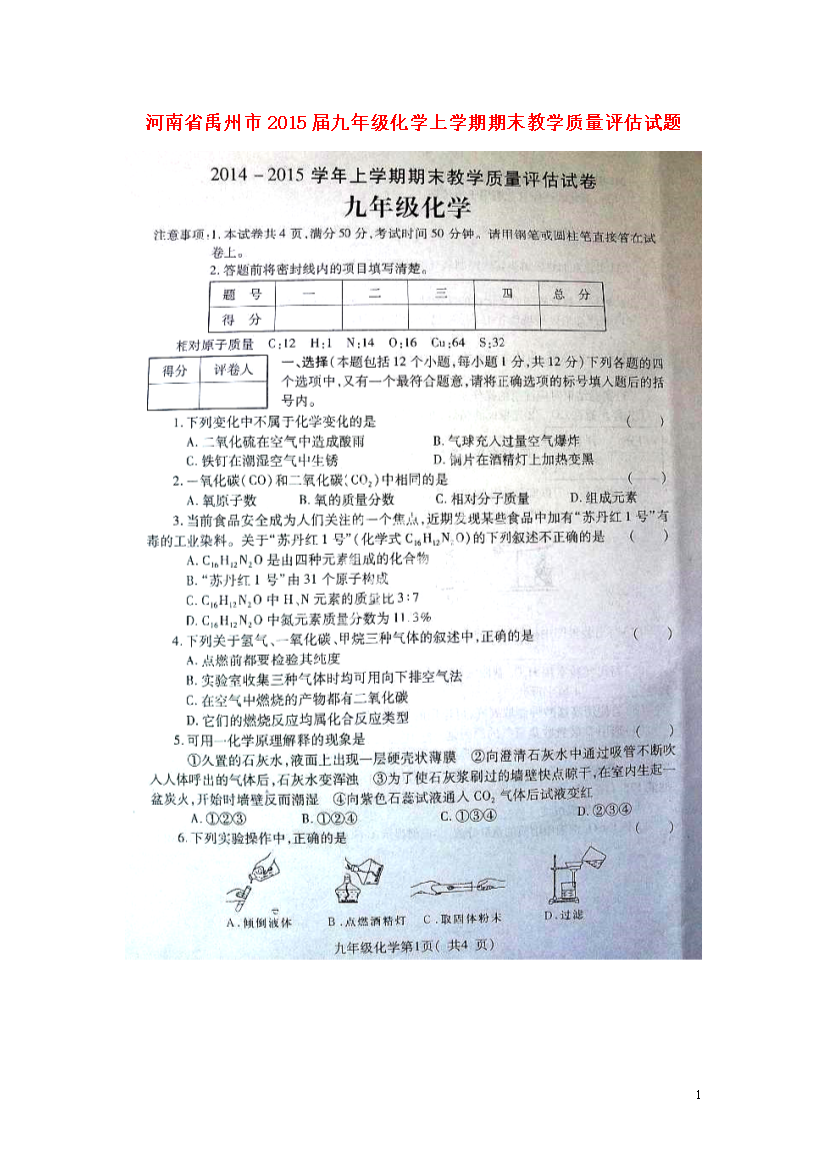 河南省禹州市2015届九年级化学上学期期末教学质量评估试题
2014-2015学年上学期期末教学质量评估试卷
九年级化学
注意事项:1.本试卷共4页,满分50分,考试时间50分钟。请用钢笔或圆柱笔直接答在试
卷上。
2.答题前将密封线内的项目填写清楚。
题 号 一 二 三 四 总 分
得 分
相对原子质量 C:12 H:1 N:14 O:16 Cu:64 S:32
得分 评卷人
一、选择(本题包括12个小题,每小题1分,共12分)下列各题的四
个选项中,又有一个最符合题意,请将正确选项的标号填入题后的括
号内。
1.下列变化中不属于化学变化的是 ( )
A.二氧化硫在空气中造成酸雨 B.气球充入过量空气爆炸
C.铁钉在潮湿空气中生锈 D.铜片在酒精灯上加热变黑
2.一氧化碳(CO)和二氧化碳(CO₂)中相同的是 ( )
A.氧原子数 B.氧的质量分数 C.相对分子质量 D.组成元素
3.当前食品安全成为人们关注的一个焦点,近期发现某些食品中加有“苏丹红1号”有
毒的工业染料。关于“苏丹红1号”(化学式C₁₆H₁₂N₂O)的下列叙述不正确的是 ( )
A.C₁₆H₁₂N₂O是由四种元素组成的化合物
B.“苏丹红1号”由31个原子构成
C.C₁₆H₁₂N₂O中H、N元素的质量比3:7
D.C₁₆H₁₂N₂O中氮元素质量分数为11.3%
4.下列关于氢气、一氧化碳、甲烷三种气体的叙述中,正确的是 ( )
A.点燃前都要检验其纯度
B.实验室收集三种气体时均可用向下排空气法
C.在空气中燃烧的产物都有二氧化碳
D.它们的燃烧反应均属化合反应类型
5.可用一化学原理解释的现象是 ( )
①久置的石灰水,液面上出现一层硬壳状薄膜 ②向澄清石灰水中通过吸管不断吹
入人体呼出的气体后,石灰水变浑浊 ③为了使石灰浆刷过的墙壁快点晾干,在室内生起一
盆炭火,开始时墙壁反而潮湿 ④向紫色石蕊试液通入CO₂气体后试液变红
A.①②③ B.①②④ C.①③④ D.②③④
6.下列实验操作中,正确的是 ( )
A.倾倒液体 B.点燃酒精灯 C.取固体粉末 D.过滤
九年级化学第1页( 共4 页)
1